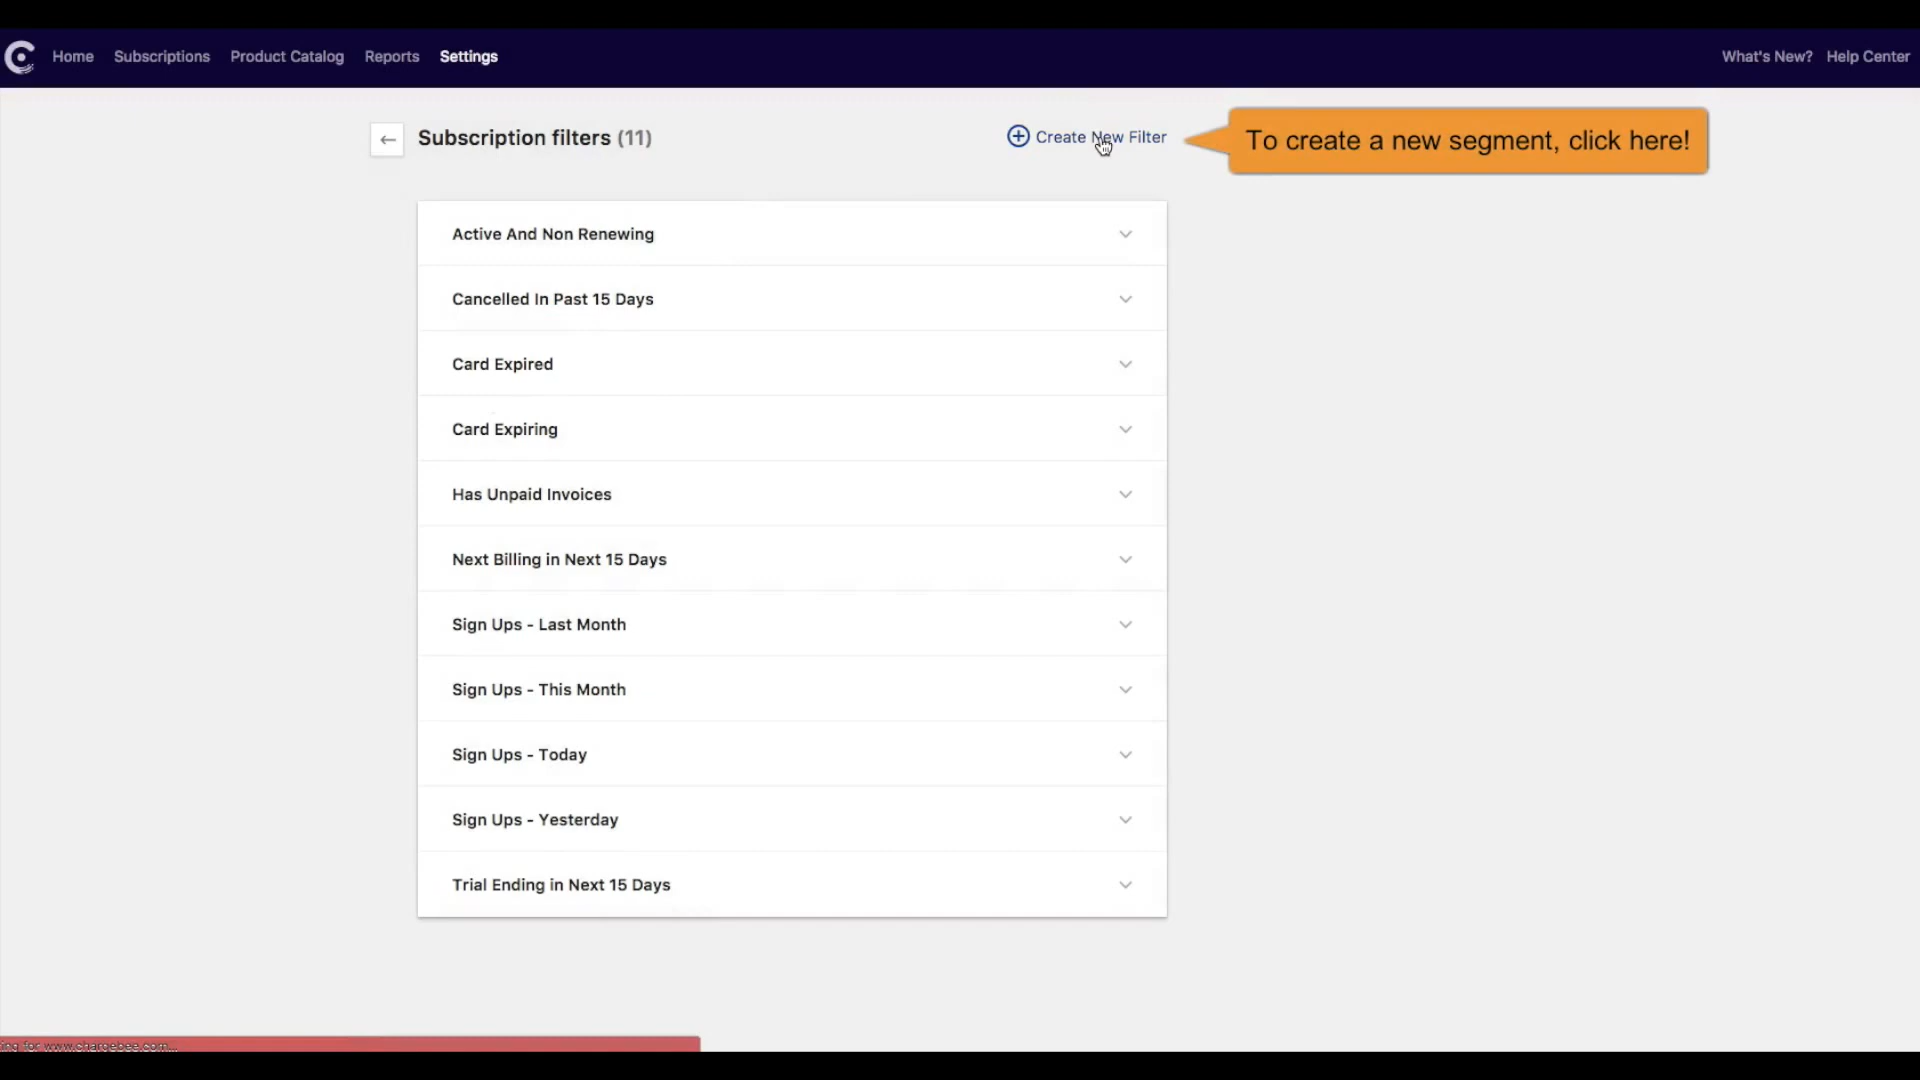 Home Subscriptions Product Catalog Reports Settings What's New? Help Center
Subscription filters (11)
Create New Filter
To create a new segment, click here!
Active And Non Renewing
Cancelled In Past 15 Days
Card Expired
Card Expiring
Has Unpaid Invoices
Next Billing in Next 15 Days
Sign Ups - Last Month
Sign Ups - This Month
Sign Ups - Today
Sign Ups - Yesterday
Trial Ending in Next 15 Days
ing for www.chargebee.com...